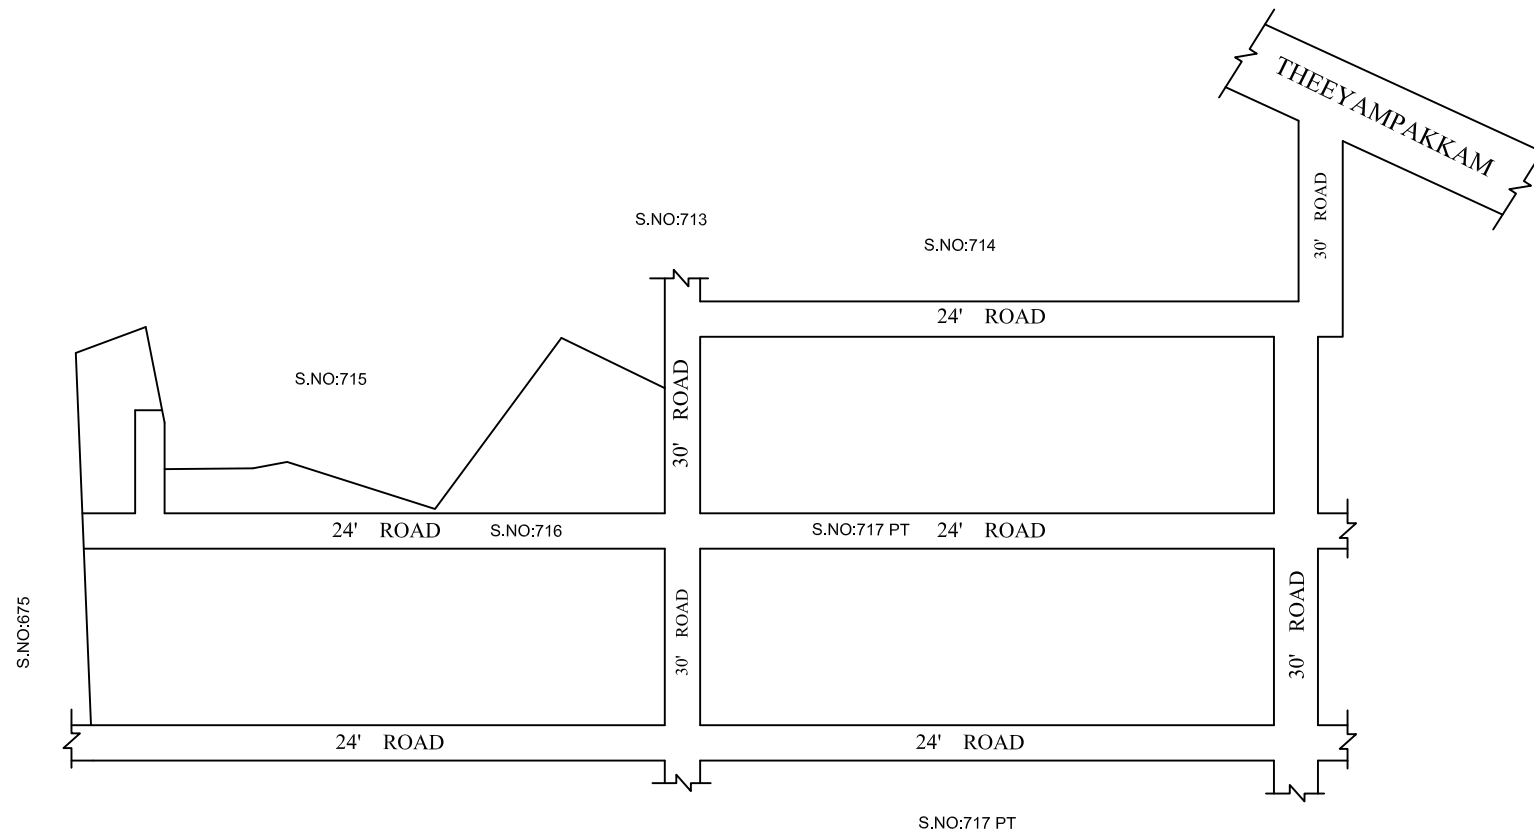 THEEYAMPAKKAM
30' ROAD
S.NO:713
S.NO:714
24' ROAD
S.NO:715
30' ROAD
24' ROAD
S.NO:716
S.NO:717 PT
24' ROAD
S.NO:675
30' ROAD
30' ROAD
24' ROAD
24' ROAD
S.NO:717 PT